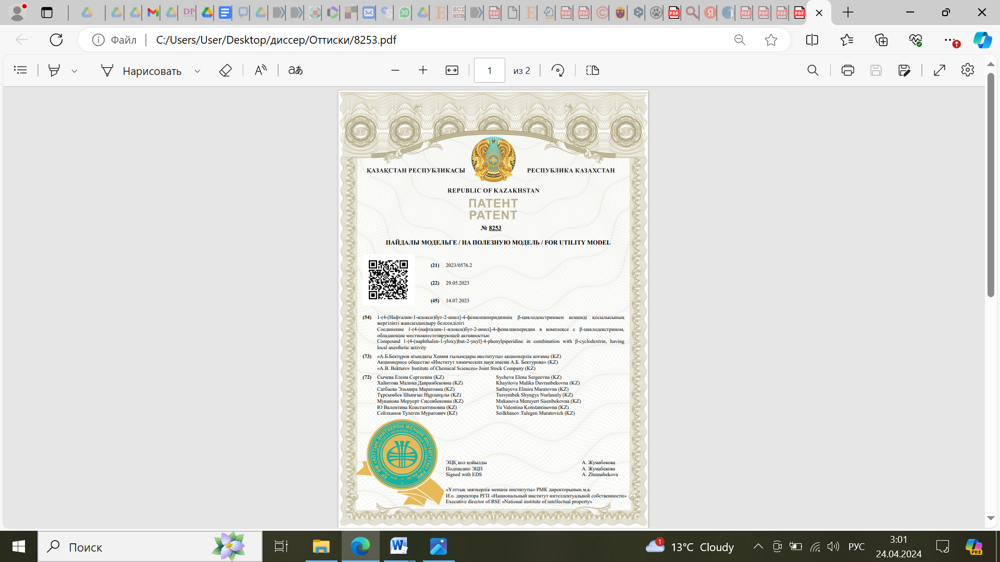 DP
30
SCI
HUB
Файл
C:/Users/User/Desktop/диссер/Оттиски/8253.pdf
Нарисовать
1
из 2
ҚАЗАҚСТАН РЕСПУБЛИКАСЫ
РЕСПУБЛИКА КАЗАХСТАН
REPUBLIC OF KAZAKHSTAN
ПАТЕНТ
PATENT
№ 8253
ПАЙДАЛЫ МОДЕЛЬГЕ / НА ПОЛЕЗНУЮ МОДЕЛЬ / FOR UTILITY MODEL
(21) 2023/0576.2
(22) 29.05.2023
(45) 14.07.2023
(54) 1-(4-(Нафталин-1-илокси)бут-2-инил]-4-фенилпиперидиннің β-циклодекстринмен кешенді қосылысының
жергілікті жансыздандыру белсенділігі
Соединение 1-(4-(нафталин-1-илокси)бут-2-инил]-4-фенилпиперидин в комплексе с β-циклодекстрином,
обладающие местноанестезирующей активностью
Compound 1-(4-(naphthalen-1-yloxy)but-2-ynyl]-4-phenylpiperidine in combination with β-cyclodextrin, having
local anesthetic activity
(73) «А.Б.Бектұров атындағы Химия ғылымдары институты» акционерлік қоғамы (KZ)
Акционерное общество «Институт химических наук имени А.Б. Бектурова» (KZ)
«A.B. Bekturov Institute of Chemical Sciences» Joint Stock Company (KZ)
(72) Сычева Елена Сергеевна (KZ) Sycheva Elena Sergeevna (KZ)
Хайитова Малика Давранбековна (KZ) Khayitova Malika Davranbekovna (KZ)
Сатбаева Эльмира Маратовна (KZ) Satbayeva Elmira Maratovna (KZ)
Тұрсымбек Шыңғыс Нұрланұлы (KZ) Tursymbek Shyngys Nurlanuly (KZ)
Муканова Меруерт Сисенбековна (KZ) Mukanova Meruyert Sisenbekovna (KZ)
Ю Валентина Константиновна (KZ) Yu Valentina Konstantinovna (KZ)
Сейлханов Тулеген Муратович (KZ) Seilkhanov Tulegen Muratovich (KZ)
ЭЦҚ қол қойылды А. Жумабекова
Подписано ЭЦП А. Жумабекова
Signed with EDS A. Zhumabekova
«Ұлттық зияткерлік меншік институты» РМК директорының м.а.
И.о. директора РГП «Национальный институт интеллектуальной собственности»
Executive director of RSE «National institute of intellectual property»
Поиск
1
13°C Cloudy
РУС
3:01
24.04.2024
PRE